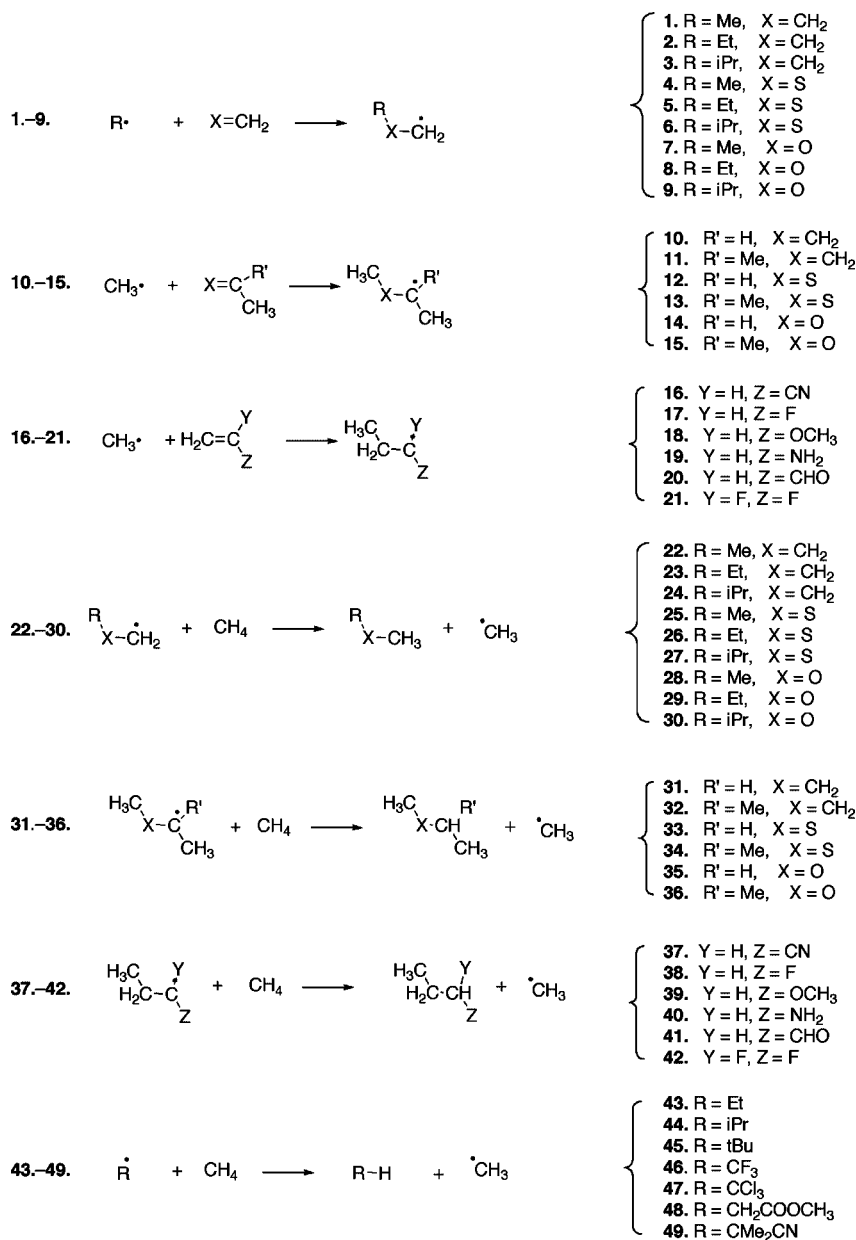 1. R = Me, X = CH2
2. R = Et, X = CH2
3. R = iPr, X = CH2
4. R = Me, X = S
5. R = Et, X = S
6. R = iPr, X = S
7. R = Me, X = O
8. R = Et, X = O
9. R = iPr, X = O
1.–9. R• + X=CH2 → R X–ĊH2
10. R' = H, X = CH2
11. R' = Me, X = CH2
12. R' = H, X = S
13. R' = Me, X = S
14. R' = H, X = O
15. R' = Me, X = O
10.–15. CH3• + X=C R' CH3 → H3C X–Ċ R' CH3
16. Y = H, Z = CN
17. Y = H, Z = F
18. Y = H, Z = OCH3
19. Y = H, Z = NH2
20. Y = H, Z = CHO
21. Y = F, Z = F
16.–21. CH3• + H2C=C Y Z → H3C H2C–Ċ Y Z
22. R = Me, X = CH2
23. R = Et, X = CH2
24. R = iPr, X = CH2
25. R = Me, X = S
26. R = Et, X = S
27. R = iPr, X = S
28. R = Me, X = O
29. R = Et, X = O
30. R = iPr, X = O
22.–30. R X–ĊH2 + CH4 → R X–CH3 + •CH3
31. R' = H, X = CH2
32. R' = Me, X = CH2
33. R' = H, X = S
34. R' = Me, X = S
35. R' = H, X = O
36. R' = Me, X = O
31.–36. H3C X–Ċ R' CH3 + CH4 → H3C X–CH R' CH3 + •CH3
37. Y = H, Z = CN
38. Y = H, Z = F
39. Y = H, Z = OCH3
40. Y = H, Z = NH2
41. Y = H, Z = CHO
42. Y = F, Z = F
37.–42. H3C H2C–Ċ Y Z + CH4 → H3C H2C–CH Y Z + •CH3
43. R = Et
44. R = iPr
45. R = tBu
46. R = CF3
47. R = CCl3
48. R = CH2COOCH3
49. R = CMe2CN
43.–49. Ṙ + CH4 → R–H + •CH3